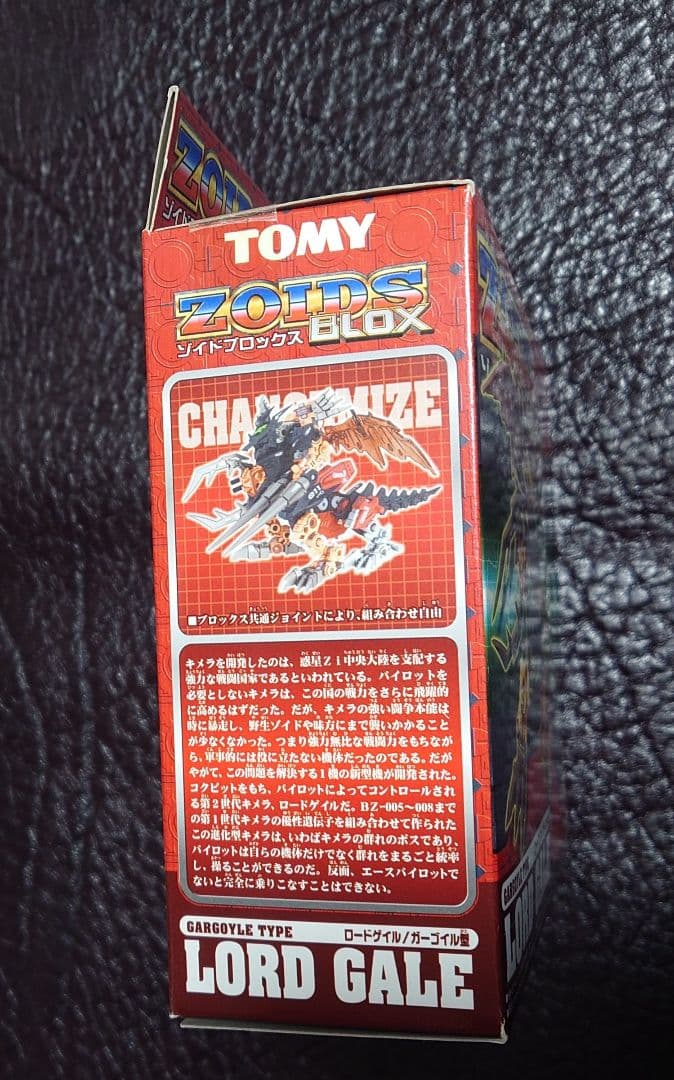 ZOIDS
TOMY
ZOIDS
BLOX
ゾイドブロックス
■ブロックス共通ジョイントにより、組み合わせ自由
キメラを開発したのは、惑星Zi中央大陸を支配する
強力な戦闘国家であるといわれている。パイロットを
必要としないキメラは、この国の戦力をさらに飛躍的
に高めるはずだった。だが、キメラの強い闘争本能は
時に暴走し、野生ゾイドや味方にまで襲いかかること
が少なくなかった。つまり強力無比な戦闘力をもちなが
ら、軍事的には役に立たない機体だったのである。だが
やがて、この問題を解決する1機の新型機が開発された。
コクピットをもち、パイロットによってコントロールされ
る第2世代キメラ、ロードゲイルだ。BZ-005〜008まで
の第1世代キメラの優性遺伝子を組み合わせて作られた
この進化型キメラは、いわばキメラの群れのボスであり、
パイロットは自らの機体だけでなく群れをまるごと統率
し、操ることができるのだ。反面、エースパイロットで
ないと完全に乗りこなすことはできない。
GARGOYLE TYPE
ロードゲイル/ガーゴイル型
LORD GALE